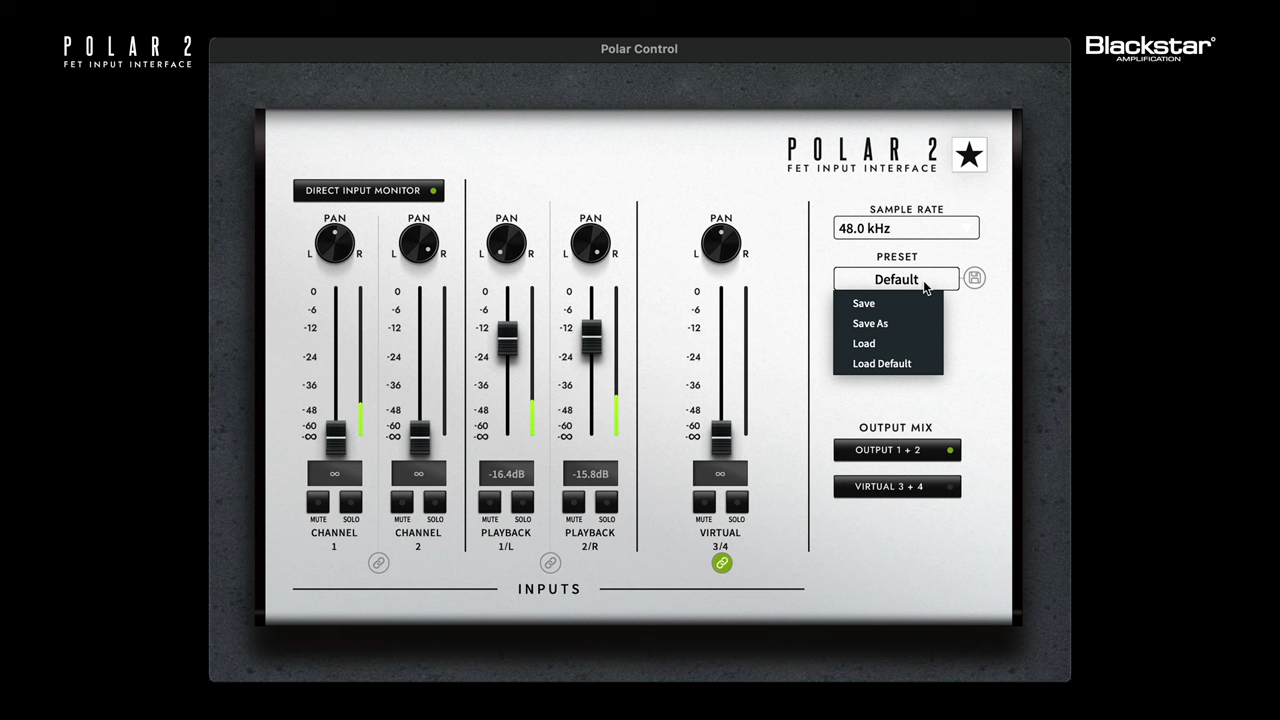 POLAR 2
FET INPUT INTERFACE
Polar Control
Blackstar
AMPLIFICATION
POLAR 2
FET INPUT INTERFACE
DIRECT INPUT MONITOR
PAN PAN PAN PAN PAN
L R L R L R L R L R
0 0 0 0 0
-6 -6 -6 -6 -6
-12 -12 -12 -12 -12
-24 -24 -24 -24 -24
-36 -36 -36 -36 -36
-48 -48 -48 -48 -48
-60 -60 -60 -60 -60
-∞ -∞ -∞ -∞ -∞
∞ ∞ -16.4dB -15.8dB ∞
MUTE SOLO MUTE SOLO MUTE SOLO MUTE SOLO MUTE SOLO
CHANNEL CHANNEL PLAYBACK PLAYBACK VIRTUAL
1 2 1/L 2/R 3/4
INPUTS
SAMPLE RATE
48.0 kHz
PRESET
Default
Save
Save As
Load
Load Default
OUTPUT MIX
OUTPUT 1 + 2
VIRTUAL 3 + 4